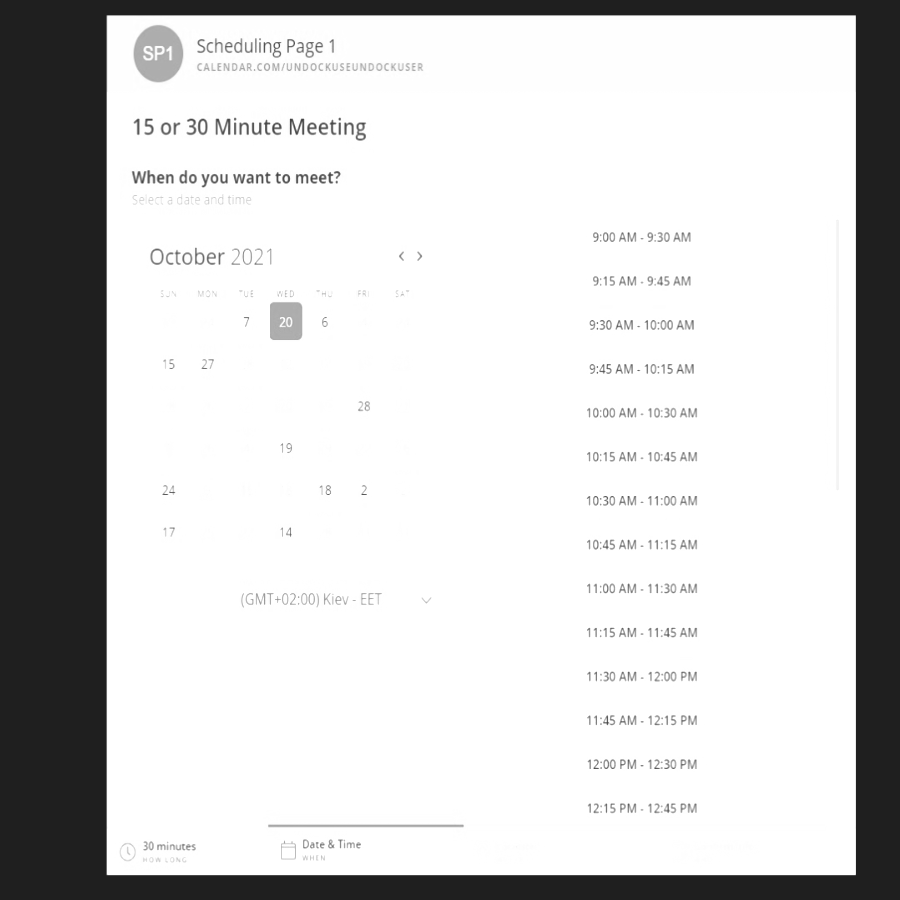 SP1
Scheduling Page 1
CALENDAR.COM/UNDOCKUSEUNDOCKUSER
15 or 30 Minute Meeting
When do you want to meet?
Select a date and time
October 2021
SUN MON TUE WED THU FRI SAT
7 20 6
15 27
28
19
24 18 2
17 14
(GMT+02:00) Kiev - EET
9:00 AM - 9:30 AM
9:15 AM - 9:45 AM
9:30 AM - 10:00 AM
9:45 AM - 10:15 AM
10:00 AM - 10:30 AM
10:15 AM - 10:45 AM
10:30 AM - 11:00 AM
10:45 AM - 11:15 AM
11:00 AM - 11:30 AM
11:15 AM - 11:45 AM
11:30 AM - 12:00 PM
11:45 AM - 12:15 PM
12:00 PM - 12:30 PM
12:15 PM - 12:45 PM
30 minutes
HOW LONG
Date & Time
WHEN